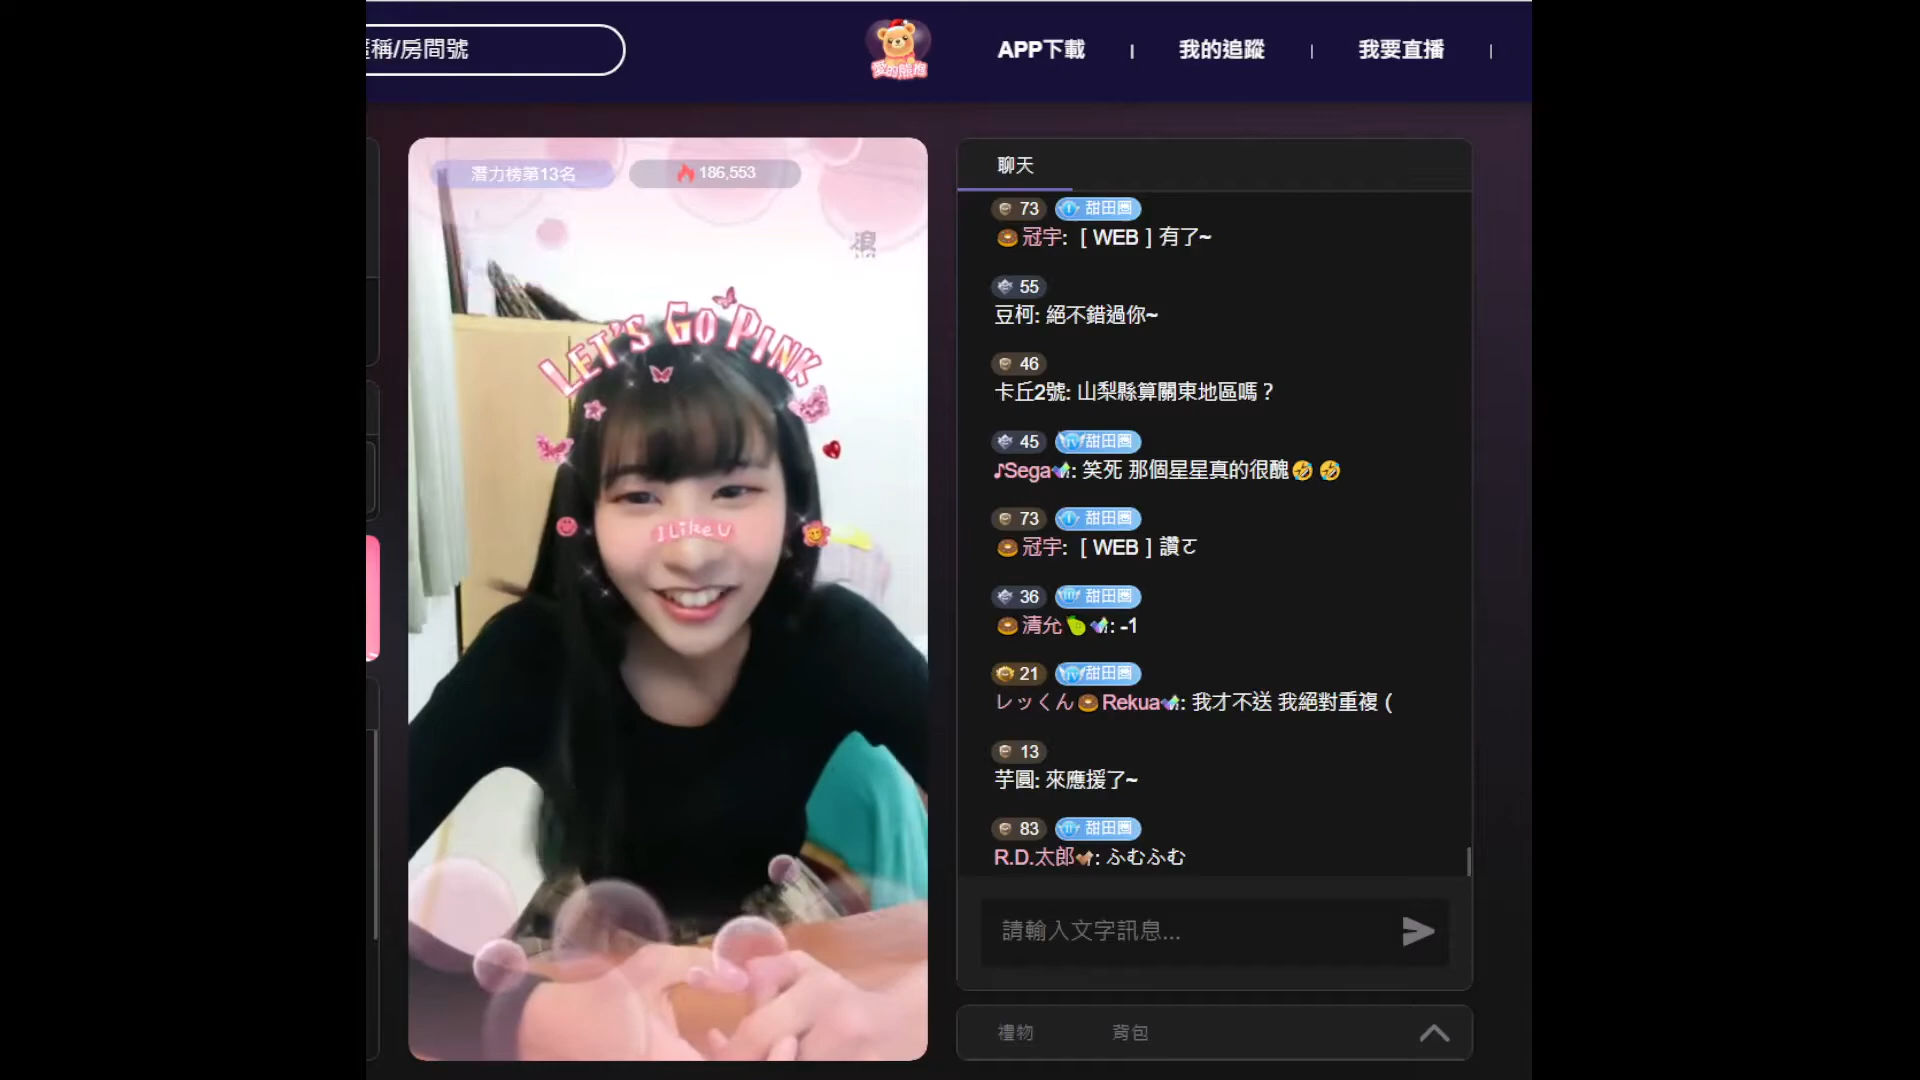 稱/房間號
愛的熊抱
APP下載
我的追蹤
我要直播
潛力榜第13名
186,553
浪
LIVE
LET'S GO PINK
I Like U
聊天
73 甜田圈
冠宇: [ WEB ] 有了~
55
豆柯: 絕不錯過你~
46
卡丘2號: 山梨縣算關東地區嗎？
45 甜田圈
♪Sega: 笑死 那個星星真的很醜🤣 🤣
73 甜田圈
冠宇: [ WEB ] 讚ㄛ
36 甜田圈
清允: -1
21 甜田圈
レッくん🍩Rekua: 我才不送 我絕對重複 (
13
芋圓: 來應援了~
83 甜田圈
R.D.太郎: ふむふむ
請輸入文字訊息...
禮物
背包